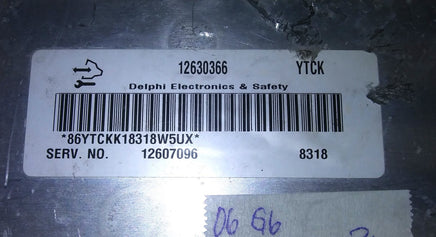 12630366 YTCK
Delphi Electronics & Safety
*86YTCKK18318W5UX*
SERV. NO. 12607096 8318
06 G6